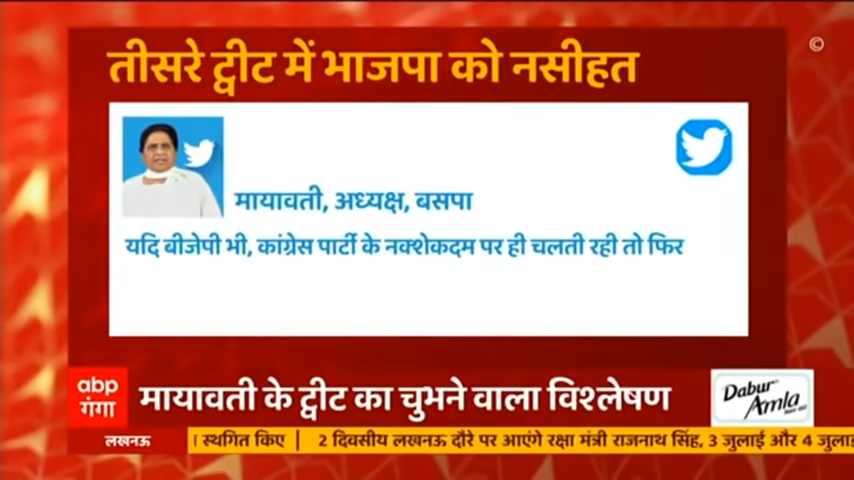 ©
तीसरे ट्वीट में भाजपा को नसीहत
मायावती, अध्यक्ष, बसपा
यदि बीजेपी भी, कांग्रेस पार्टी के नक्शेकदम पर ही चलती रही तो फिर
abp
गंगा
मायावती के ट्वीट का चुभने वाला विश्लेषण
Dabur
Amla
लखनऊ
स्थगित किए | 2 दिवसीय लखनऊ दौरे पर आएंगे रक्षा मंत्री राजनाथ सिंह, 3 जुलाई और 4 जुलाई